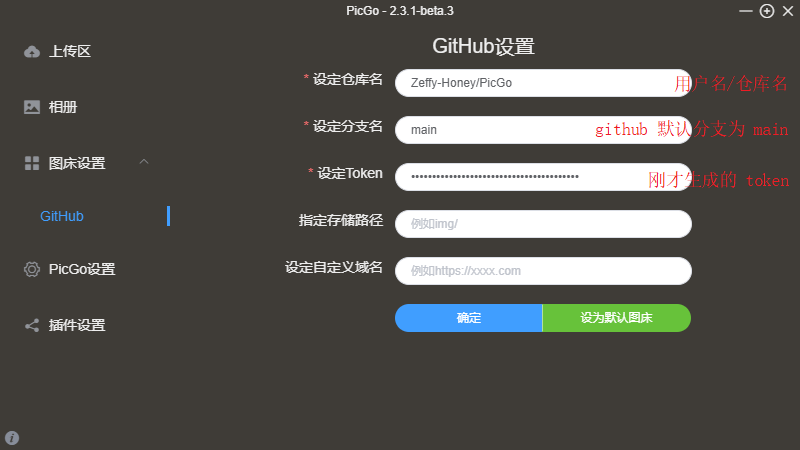 PicGo - 2.3.1-beta.3
上传区
相册
图床设置
GitHub
PicGo设置
插件设置
GitHub设置
* 设定仓库名
Zeffy-Honey/PicGo
用户名/仓库名
* 设定分支名
main
github 默认分支为 main
* 设定Token
••••••••••••••••••••••••••••••••••••••••
刚才生成的 token
指定存储路径
例如img/
设定自定义域名
例如https://xxxx.com
确定
设为默认图床